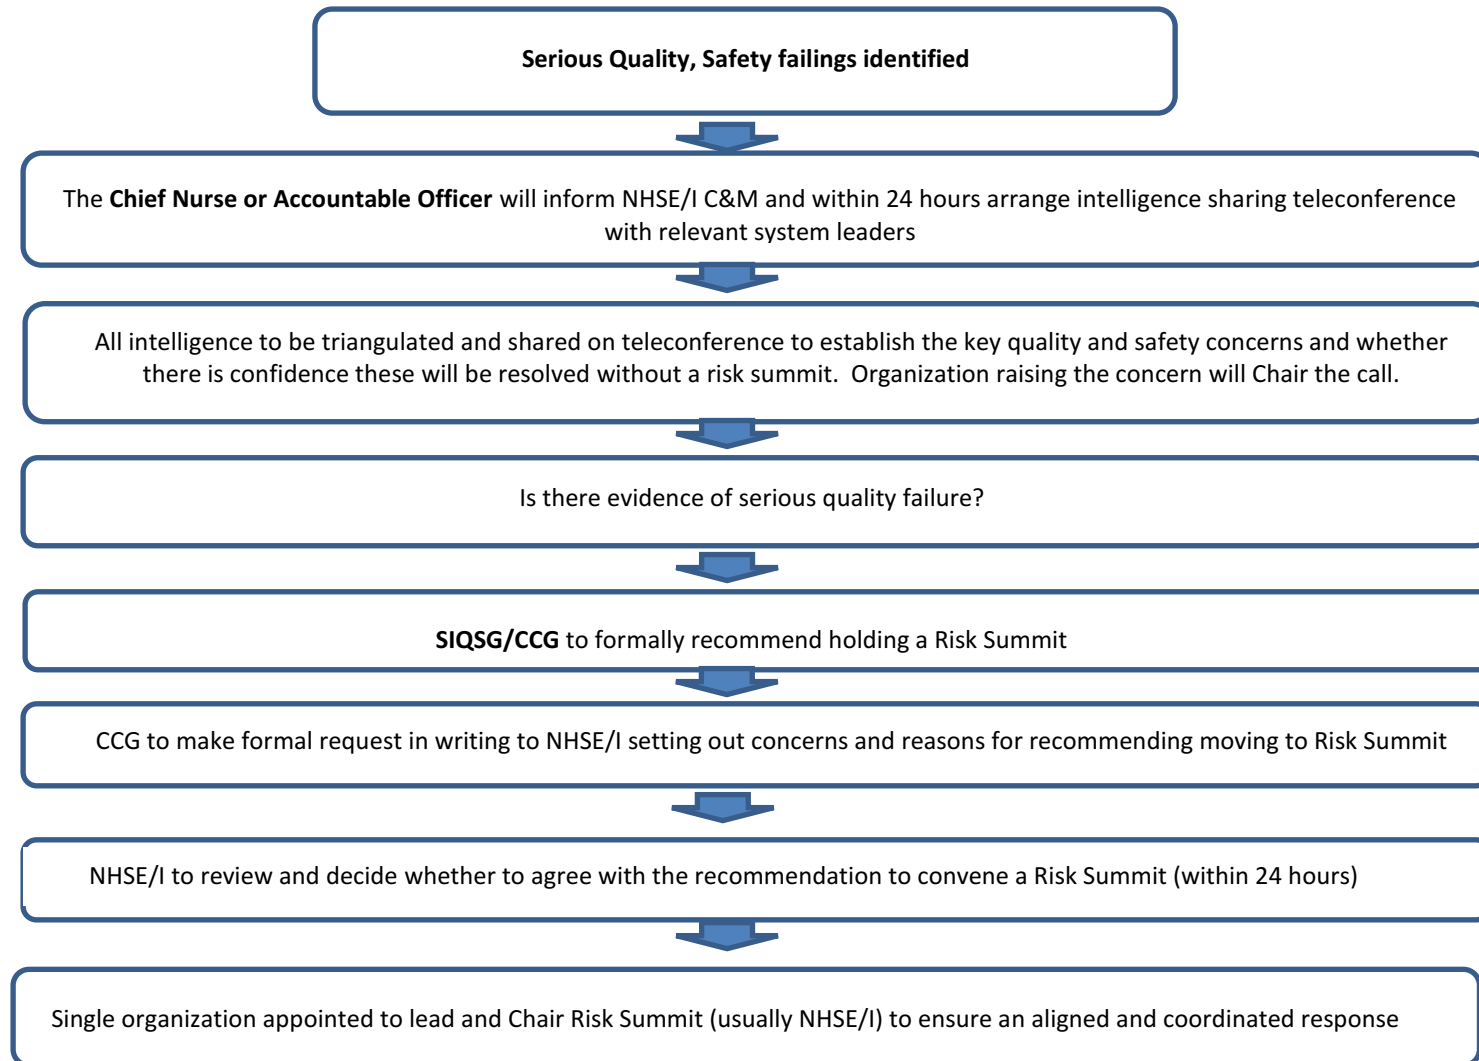 Serious Quality, Safety failings identified
The Chief Nurse or Accountable Officer will inform NHSE/I C&M and within 24 hours arrange intelligence sharing teleconference
with relevant system leaders
All intelligence to be triangulated and shared on teleconference to establish the key quality and safety concerns and whether
there is confidence these will be resolved without a risk summit.  Organization raising the concern will Chair the call.
Is there evidence of serious quality failure?
SIQSG/CCG to formally recommend holding a Risk Summit
CCG to make formal request in writing to NHSE/I setting out concerns and reasons for recommending moving to Risk Summit
NHSE/I to review and decide whether to agree with the recommendation to convene a Risk Summit (within 24 hours)
Single organization appointed to lead and Chair Risk Summit (usually NHSE/I) to ensure an aligned and coordinated response